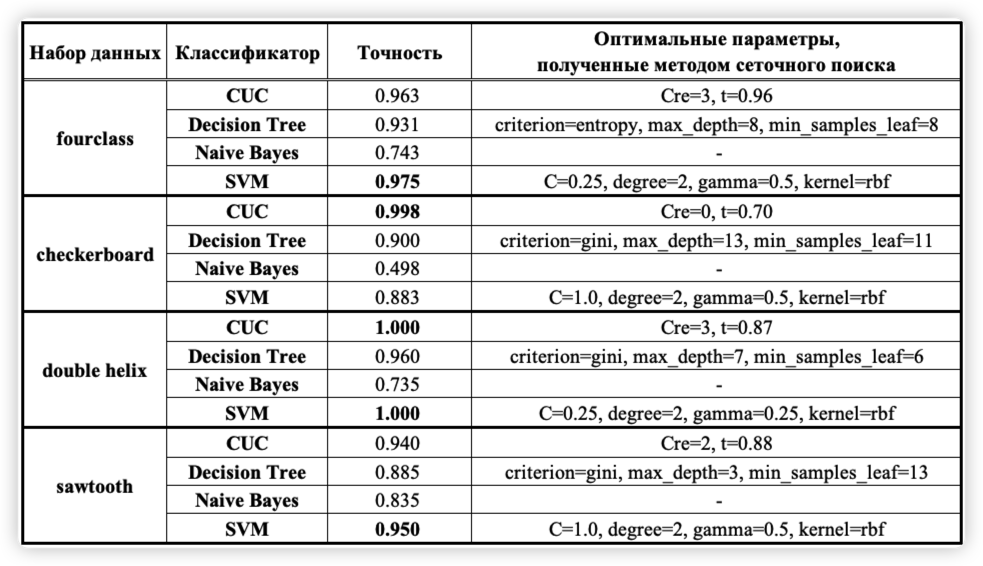 Набор данных Классификатор Точность Оптимальные параметры,
полученные методом сеточного поиска
fourclass
CUC 0.963 Cre=3, t=0.96
Decision Tree 0.931 criterion=entropy, max_depth=8, min_samples_leaf=8
Naive Bayes 0.743 -
SVM 0.975 C=0.25, degree=2, gamma=0.5, kernel=rbf
checkerboard
CUC 0.998 Cre=0, t=0.70
Decision Tree 0.900 criterion=gini, max_depth=13, min_samples_leaf=11
Naive Bayes 0.498 -
SVM 0.883 C=1.0, degree=2, gamma=0.5, kernel=rbf
double helix
CUC 1.000 Cre=3, t=0.87
Decision Tree 0.960 criterion=gini, max_depth=7, min_samples_leaf=6
Naive Bayes 0.735 -
SVM 1.000 C=0.25, degree=2, gamma=0.25, kernel=rbf
sawtooth
CUC 0.940 Cre=2, t=0.88
Decision Tree 0.885 criterion=gini, max_depth=3, min_samples_leaf=13
Naive Bayes 0.835 -
SVM 0.950 C=1.0, degree=2, gamma=0.5, kernel=rbf